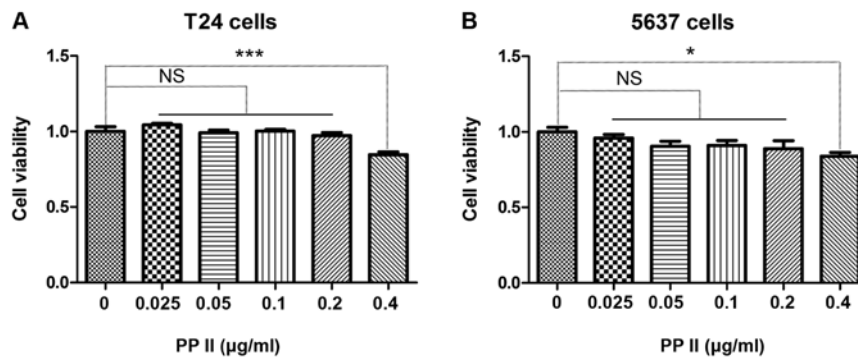 A
T24 cells
Cell viability
1.5
1.0
0.5
0.0
***
NS
0 0.025 0.05 0.1 0.2 0.4
PP II (μg/ml)
B
5637 cells
Cell viability
1.5
1.0
0.5
0.0
*
NS
0 0.025 0.05 0.1 0.2 0.4
PP II (μg/ml)